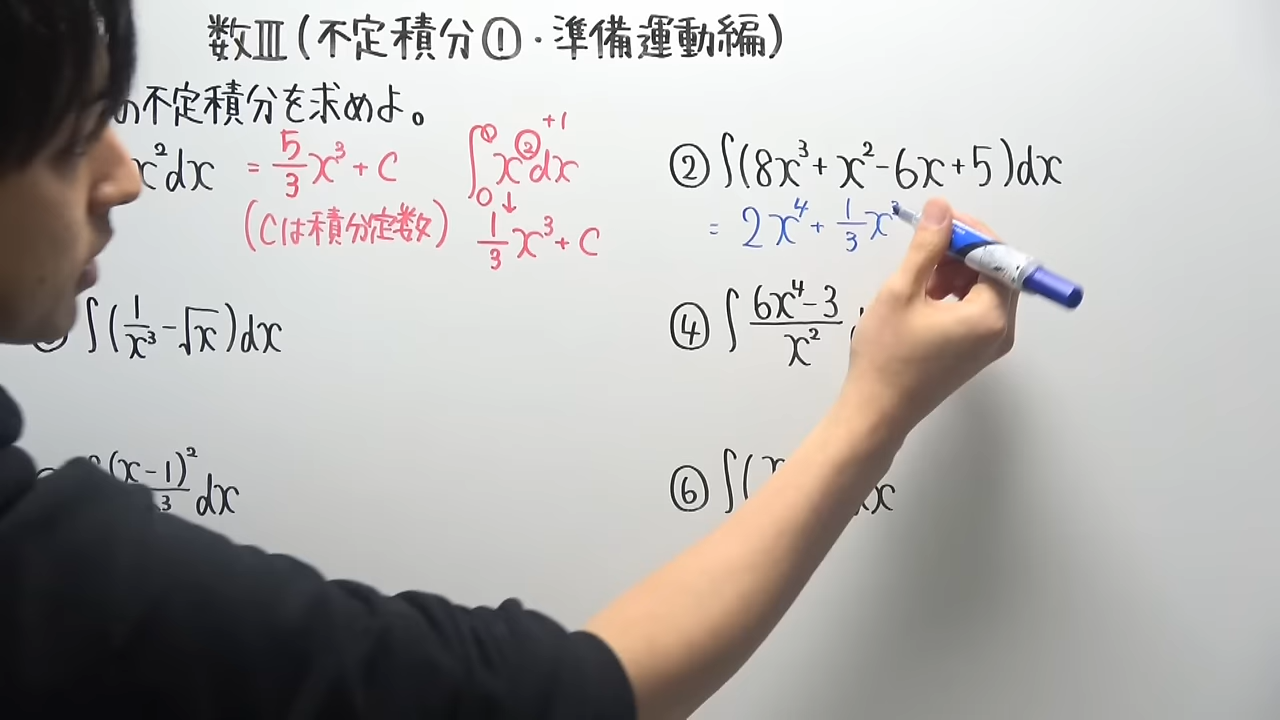 数Ⅲ(不定積分①・準備運動編)
の不定積分を求めよ。
x²dx = 5/3 x³+C
(Cは積分定数)
∫₀¹ x²dx +1
↓
1/3 x³+C
②∫(8x³+x²-6x+5)dx
= 2x⁴+1/3 x³
∫(1/x³-√x)dx
④∫ 6x⁴-3/x²
(x-1)²/3 dx
⑥∫(x
x